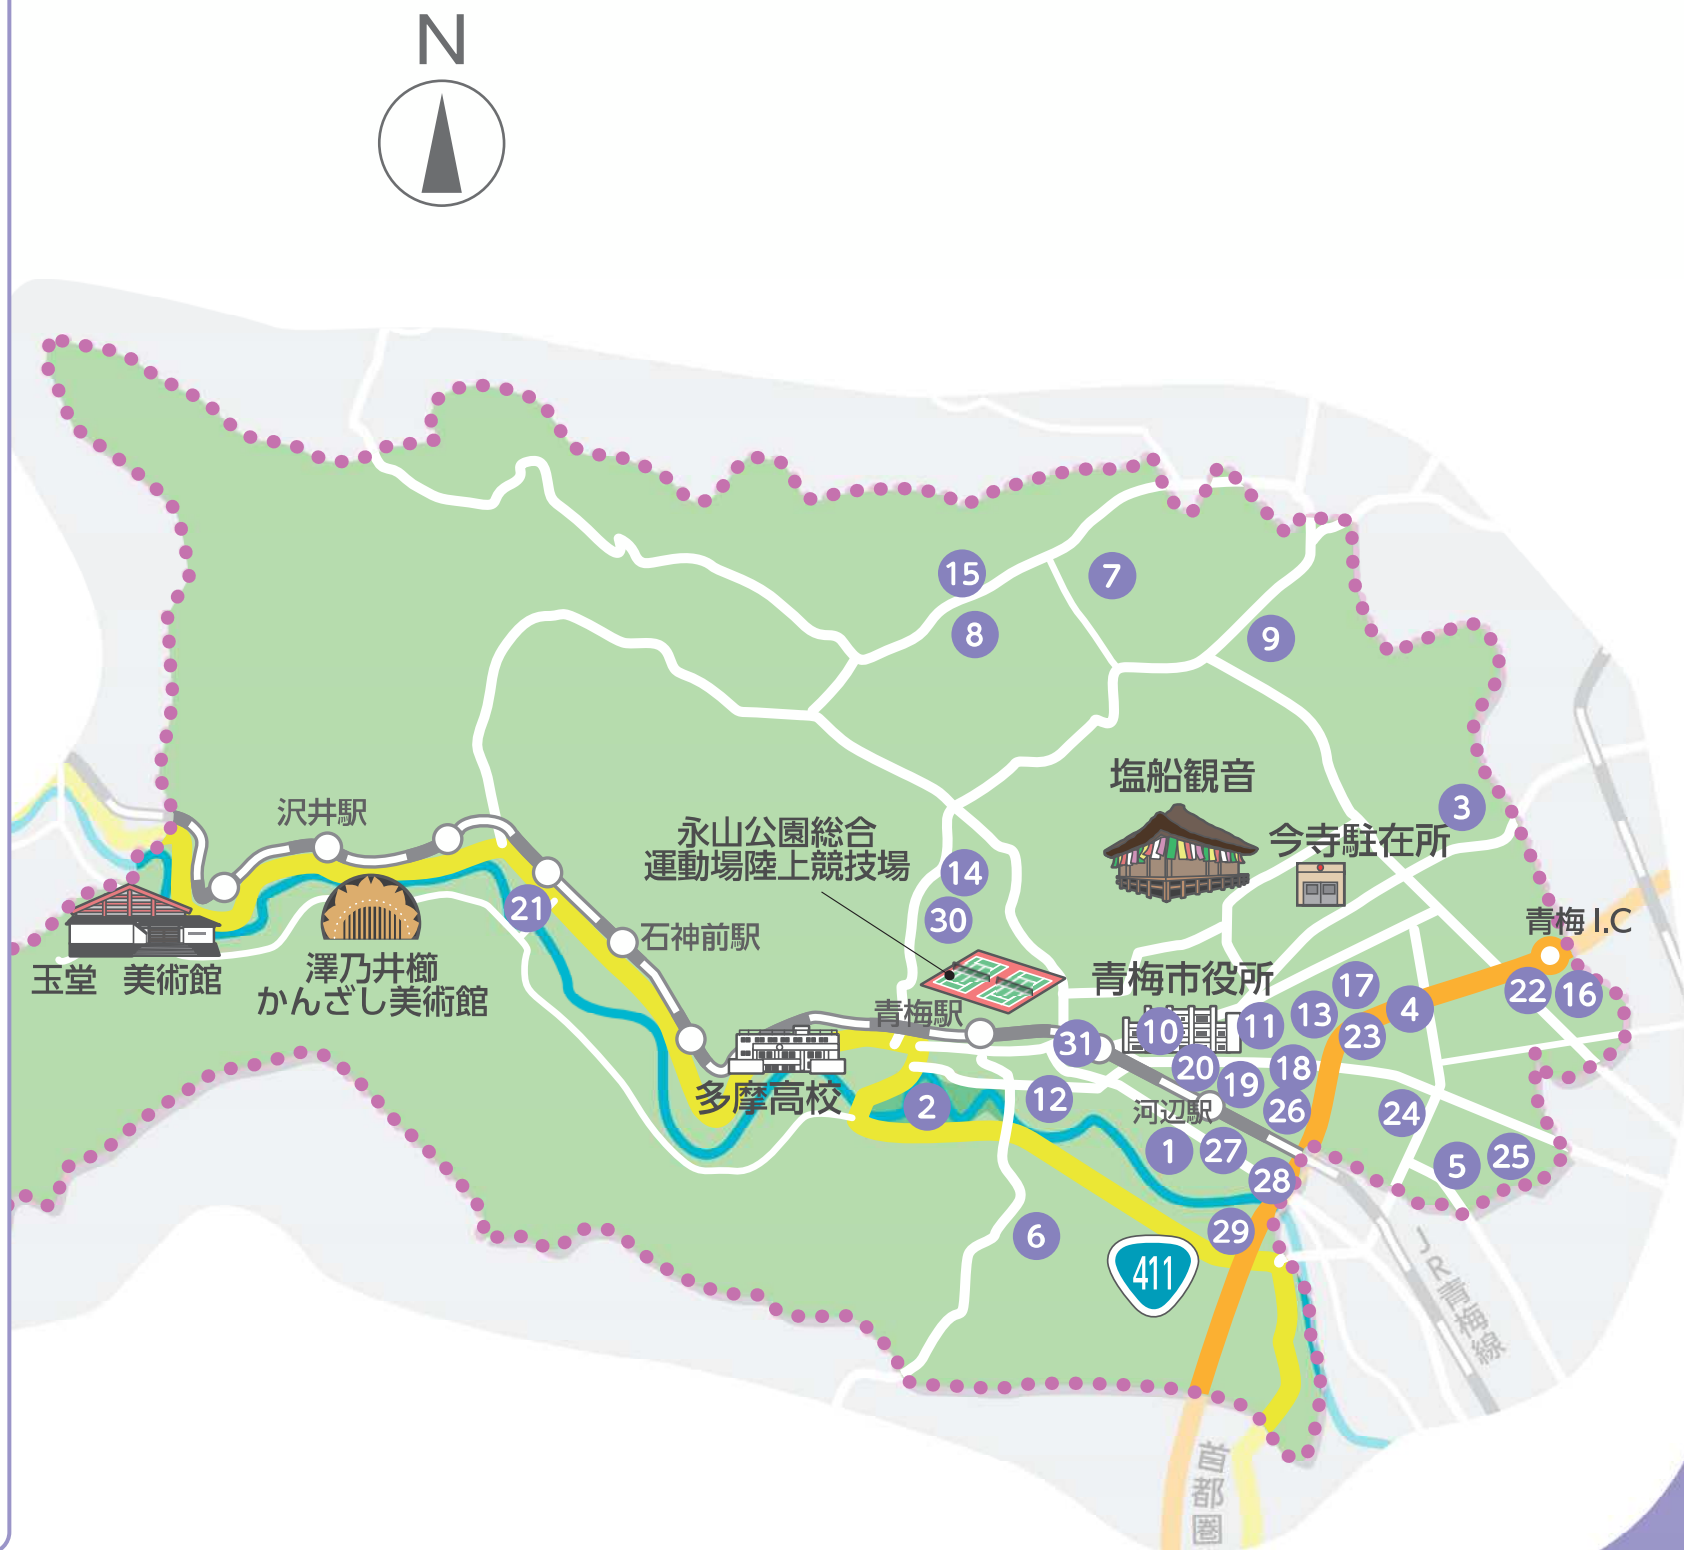 N
15
7
8
9
塩船観音
3
沢井駅
永山公園総合
運動場陸上競技場
今寺駐在所
14
21
30
青梅I.C
石神前駅
玉堂 美術館
澤乃井櫛
かんざし美術館
青梅市役所
17
22
16
青梅駅
4
13
11
10
23
31
20
18
19
多摩高校
2
12
河辺駅
26
24
1
27
5
25
28
6
29
411
JR青梅線
首都圏